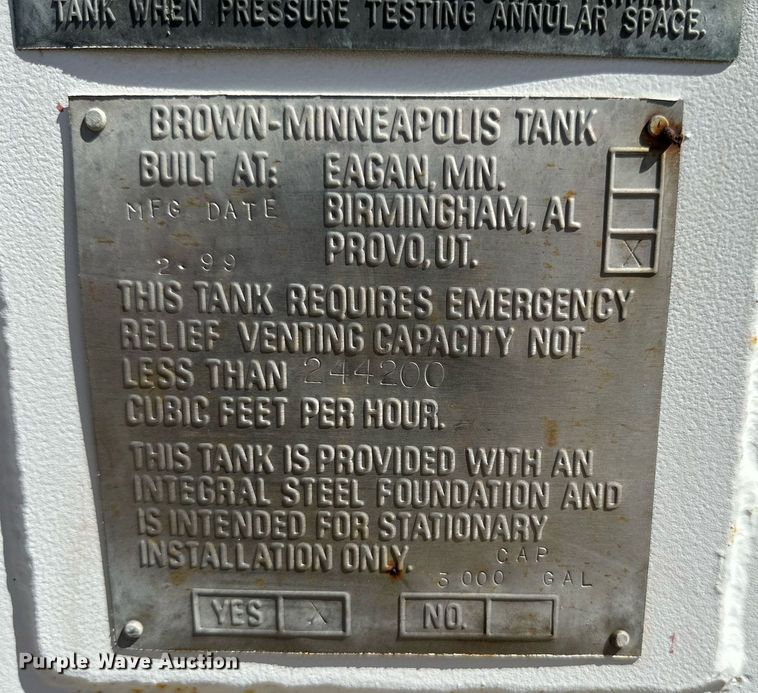 TANK WHEN PRESSURE TESTING ANNULAR SPACE.
BROWN-MINNEAPOLIS TANK
BUILT AT: EAGAN, MN.
MFG DATE BIRMINGHAM, AL
2.99 PROVO, UT. X
THIS TANK REQUIRES EMERGENCY
RELIEF VENTING CAPACITY NOT
LESS THAN 244200
CUBIC FEET PER HOUR.
THIS TANK IS PROVIDED WITH AN
INTEGRAL STEEL FOUNDATION AND
IS INTENDED FOR STATIONARY
INSTALLATION ONLY. CAP
3000 GAL
YES X NO.
Purple Wave Auction